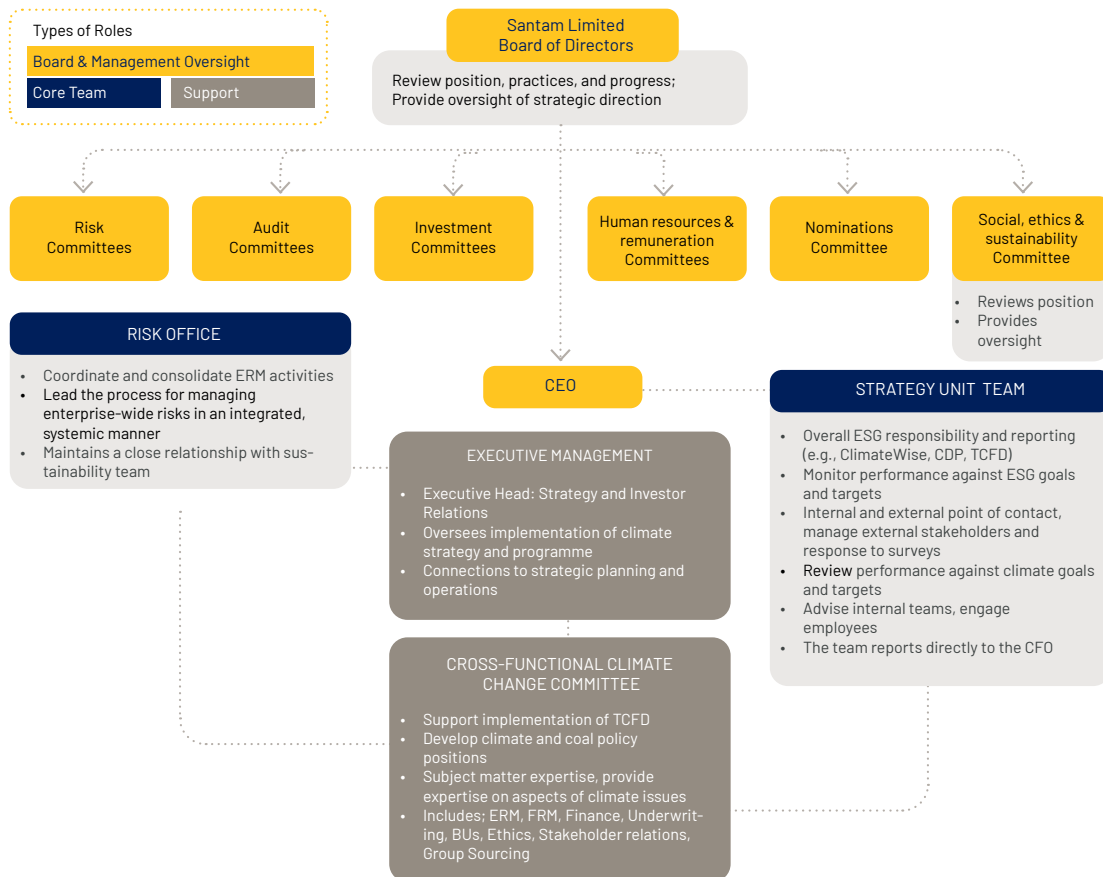 Types of Roles
Board & Management Oversight
Core Team
Support
Santam Limited
Board of Directors
Review position, practices, and progress;
Provide oversight of strategic direction
Risk
Committees
Audit
Committees
Investment
Committees
Human resources &
remuneration
Committees
Nominations
Committee
Social, ethics &
sustainability
Committee
• Reviews position
• Provides
oversight
RISK OFFICE
• Coordinate and consolidate ERM activities
• Lead the process for managing
enterprise-wide risks in an integrated,
systemic manner
• Maintains a close relationship with sus-
tainability team
CEO
EXECUTIVE MANAGEMENT
• Executive Head: Strategy and Investor
Relations
• Oversees implementation of climate
strategy and programme
• Connections to strategic planning and
operations
STRATEGY UNIT TEAM
• Overall ESG responsibility and reporting
(e.g., ClimateWise, CDP, TCFD)
• Monitor performance against ESG goals
and targets
• Internal and external point of contact,
manage external stakeholders and
response to surveys
• Review performance against climate goals
and targets
• Advise internal teams, engage
employees
• The team reports directly to the CFO
CROSS-FUNCTIONAL CLIMATE
CHANGE COMMITTEE
• Support implementation of TCFD
• Develop climate and coal policy
positions
• Subject matter expertise, provide
expertise on aspects of climate issues
• Includes; ERM, FRM, Finance, Underwrit-
ing, BUs, Ethics, Stakeholder relations,
Group Sourcing